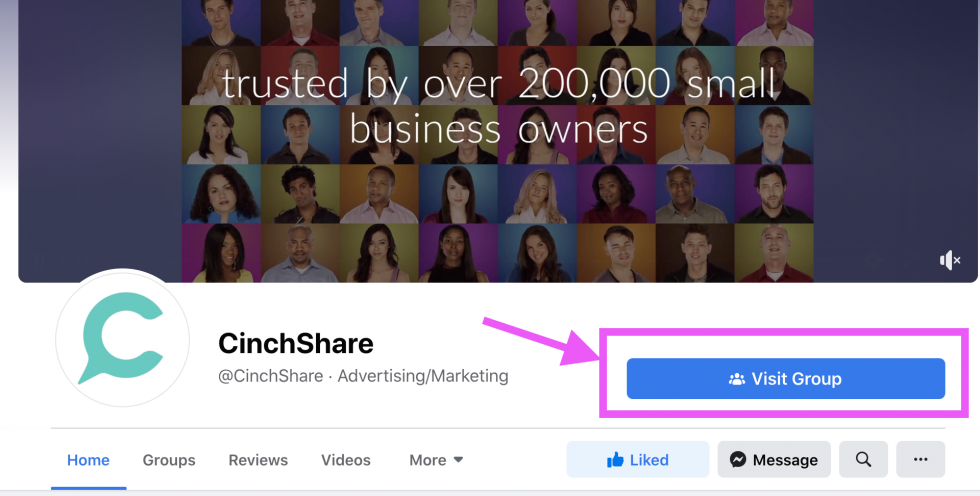 trusted by over 200,000 small
business owners
CinchShare
@CinchShare · Advertising/Marketing
Visit Group
Home Groups Reviews Videos More
Liked Message